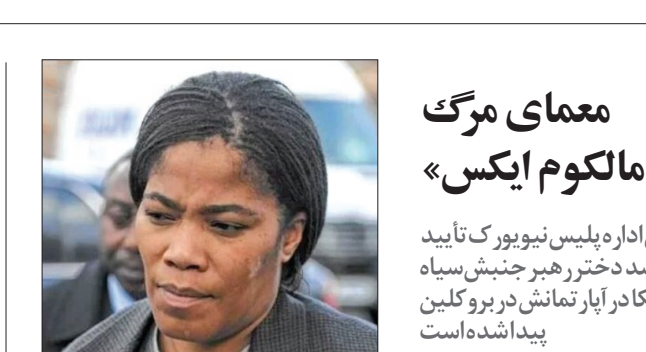 معمای مرگ
مالکوم ایکس»
اداره پلیس نیویورک تأیید
دختر رهبر جنبش سیاه
در آپارتمانش در بروکلین
پیدا شده است